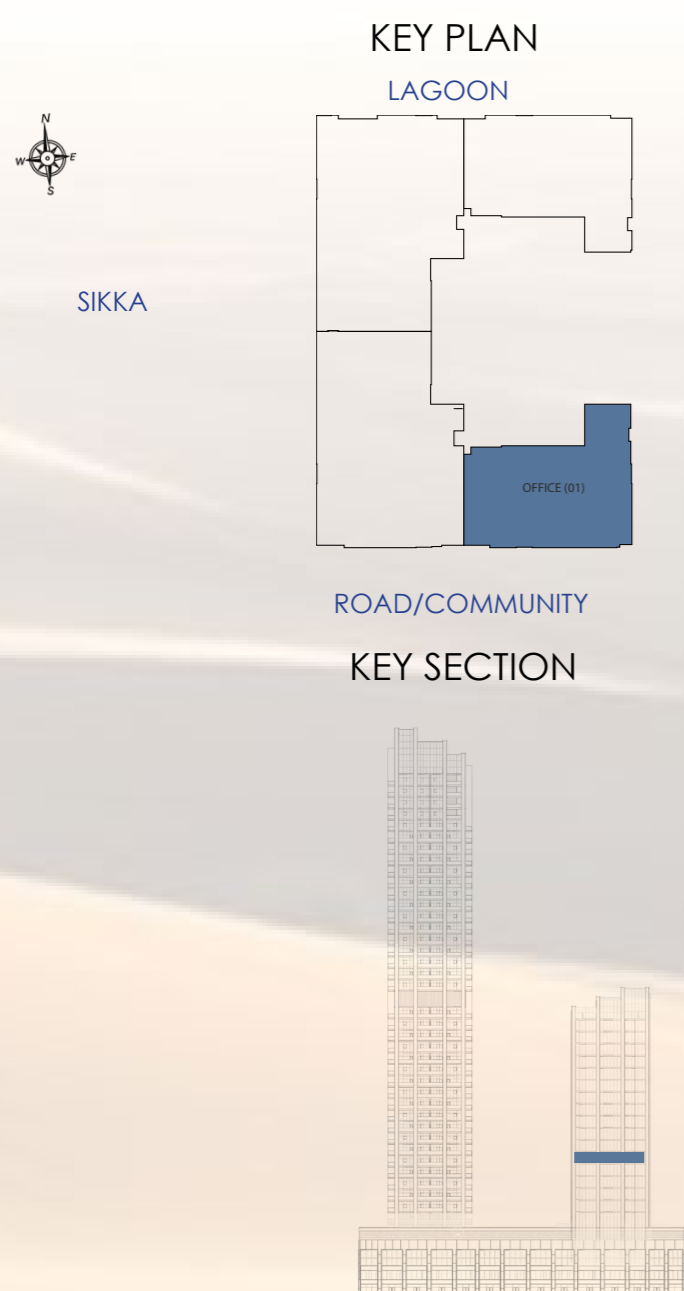 KEY PLAN
LAGOON
N
W E
S
SIKKA
OFFICE (01)
ROAD/COMMUNITY
KEY SECTION